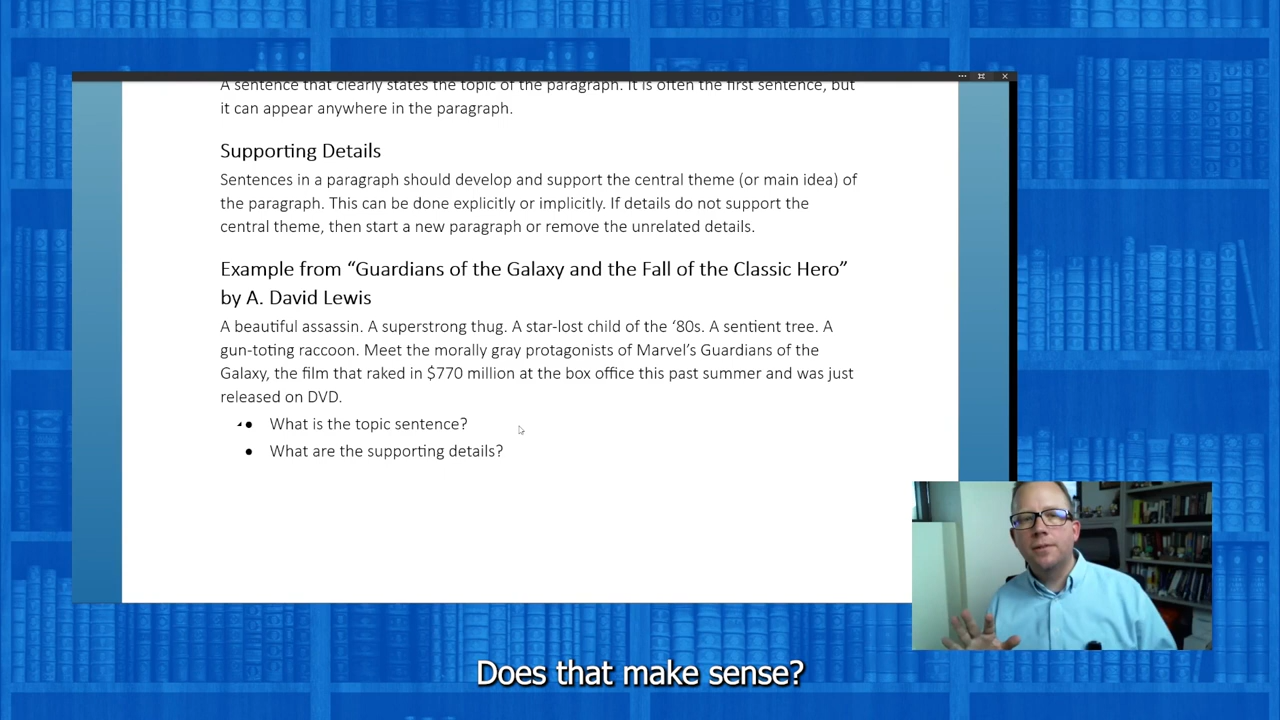 A sentence that clearly states the topic of the paragraph. It is often the first sentence, but
it can appear anywhere in the paragraph.
Supporting Details
Sentences in a paragraph should develop and support the central theme (or main idea) of
the paragraph. This can be done explicitly or implicitly. If details do not support the
central theme, then start a new paragraph or remove the unrelated details.
Example from “Guardians of the Galaxy and the Fall of the Classic Hero”
by A. David Lewis
A beautiful assassin. A superstrong thug. A star-lost child of the ‘80s. A sentient tree. A
gun-toting raccoon. Meet the morally gray protagonists of Marvel’s Guardians of the
Galaxy, the film that raked in $770 million at the box office this past summer and was just
released on DVD.
• What is the topic sentence?
• What are the supporting details?
Does that make sense?